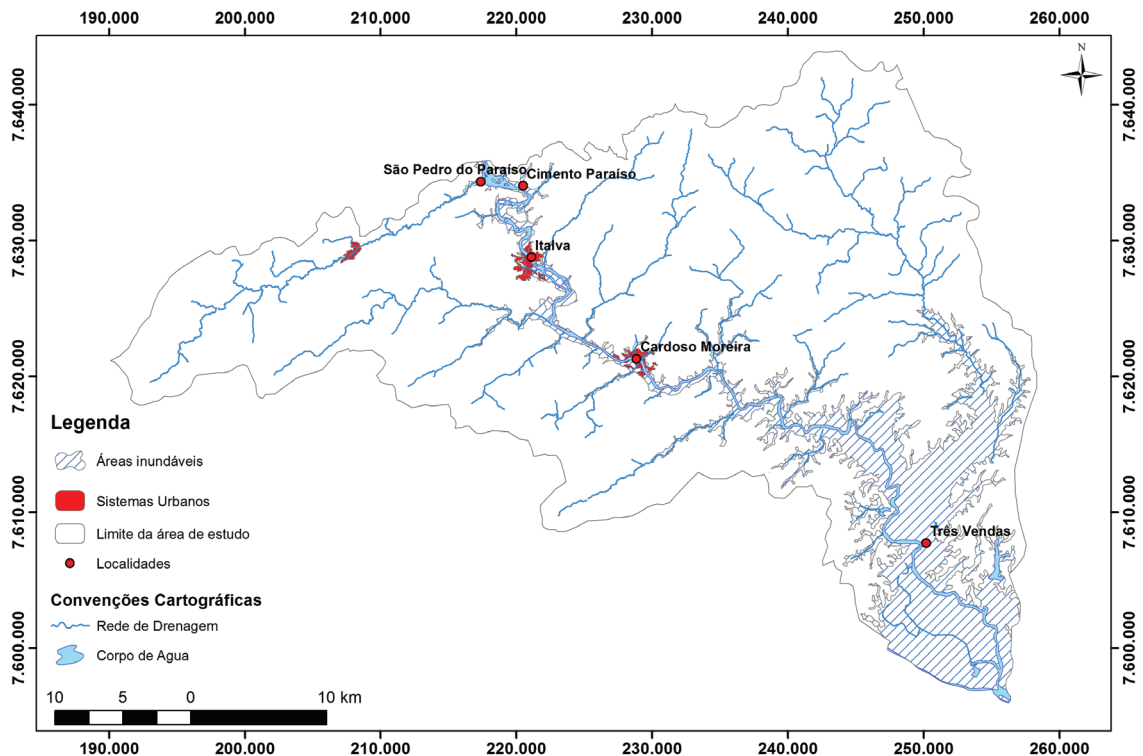 190.000 200.000 210.000 220.000 230.000 240.000 250.000 260.000
N
7.640.000 7.640.000
São Pedro do Paraíso
Cimento Paraíso
7.630.000 7.630.000
Italva
Cardoso Moreira
7.620.000 7.620.000
Legenda
Áreas inundáveis
Sistemas Urbanos
Limite da área de estudo
Localidades
7.610.000 7.610.000
Três Vendas
Convenções Cartográficas
Rede de Drenagem
Corpo de Agua
7.600.000 7.600.000
10 5 0 10 km
190.000 200.000 210.000 220.000 230.000 240.000 250.000 260.000